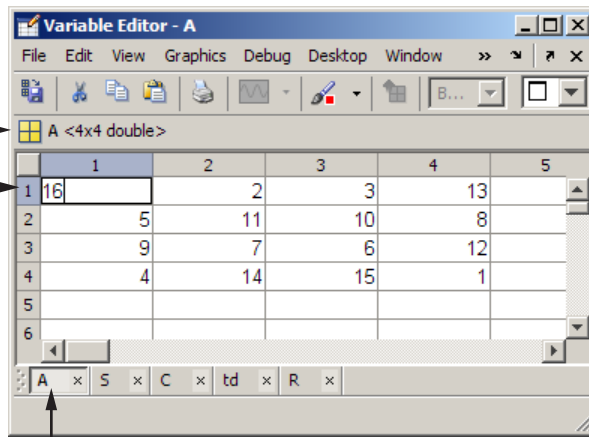 Variable Editor - A
File Edit View Graphics Debug Desktop Window »
B...
A <4x4 double>
1 2 3 4 5
1 16 2 3 13
2 5 11 10 8
3 9 7 6 12
4 4 14 15 1
5
6
A × S × C × td × R ×